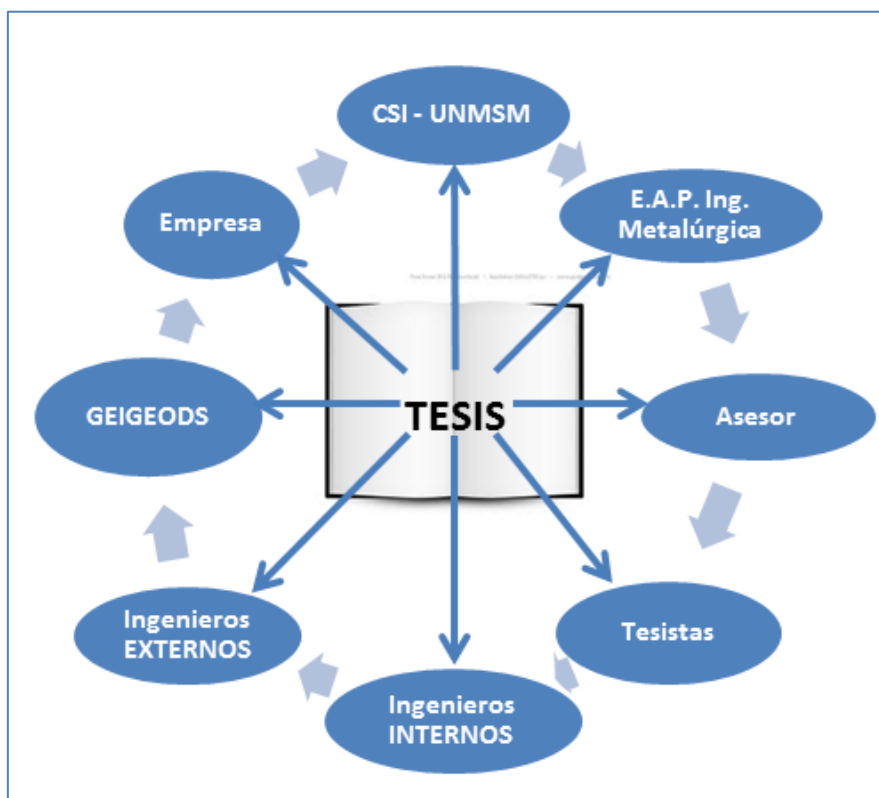 CSI - UNMSM
E.A.P. Ing.
Metalúrgica
Empresa
GEIGEODS
TESIS
Asesor
Ingenieros
EXTERNOS
Tesistas
Ingenieros
INTERNOS